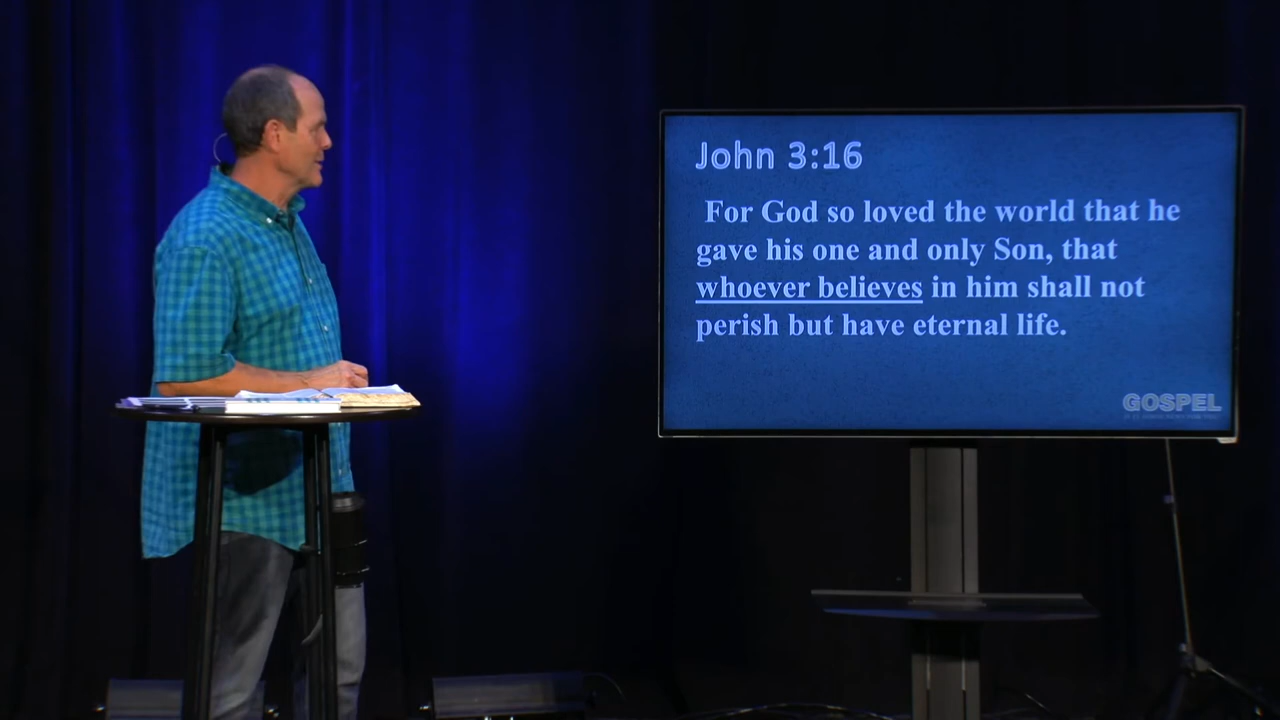 John 3:16
For God so loved the world that he
gave his one and only Son, that
whoever believes in him shall not
perish but have eternal life.
GOSPEL